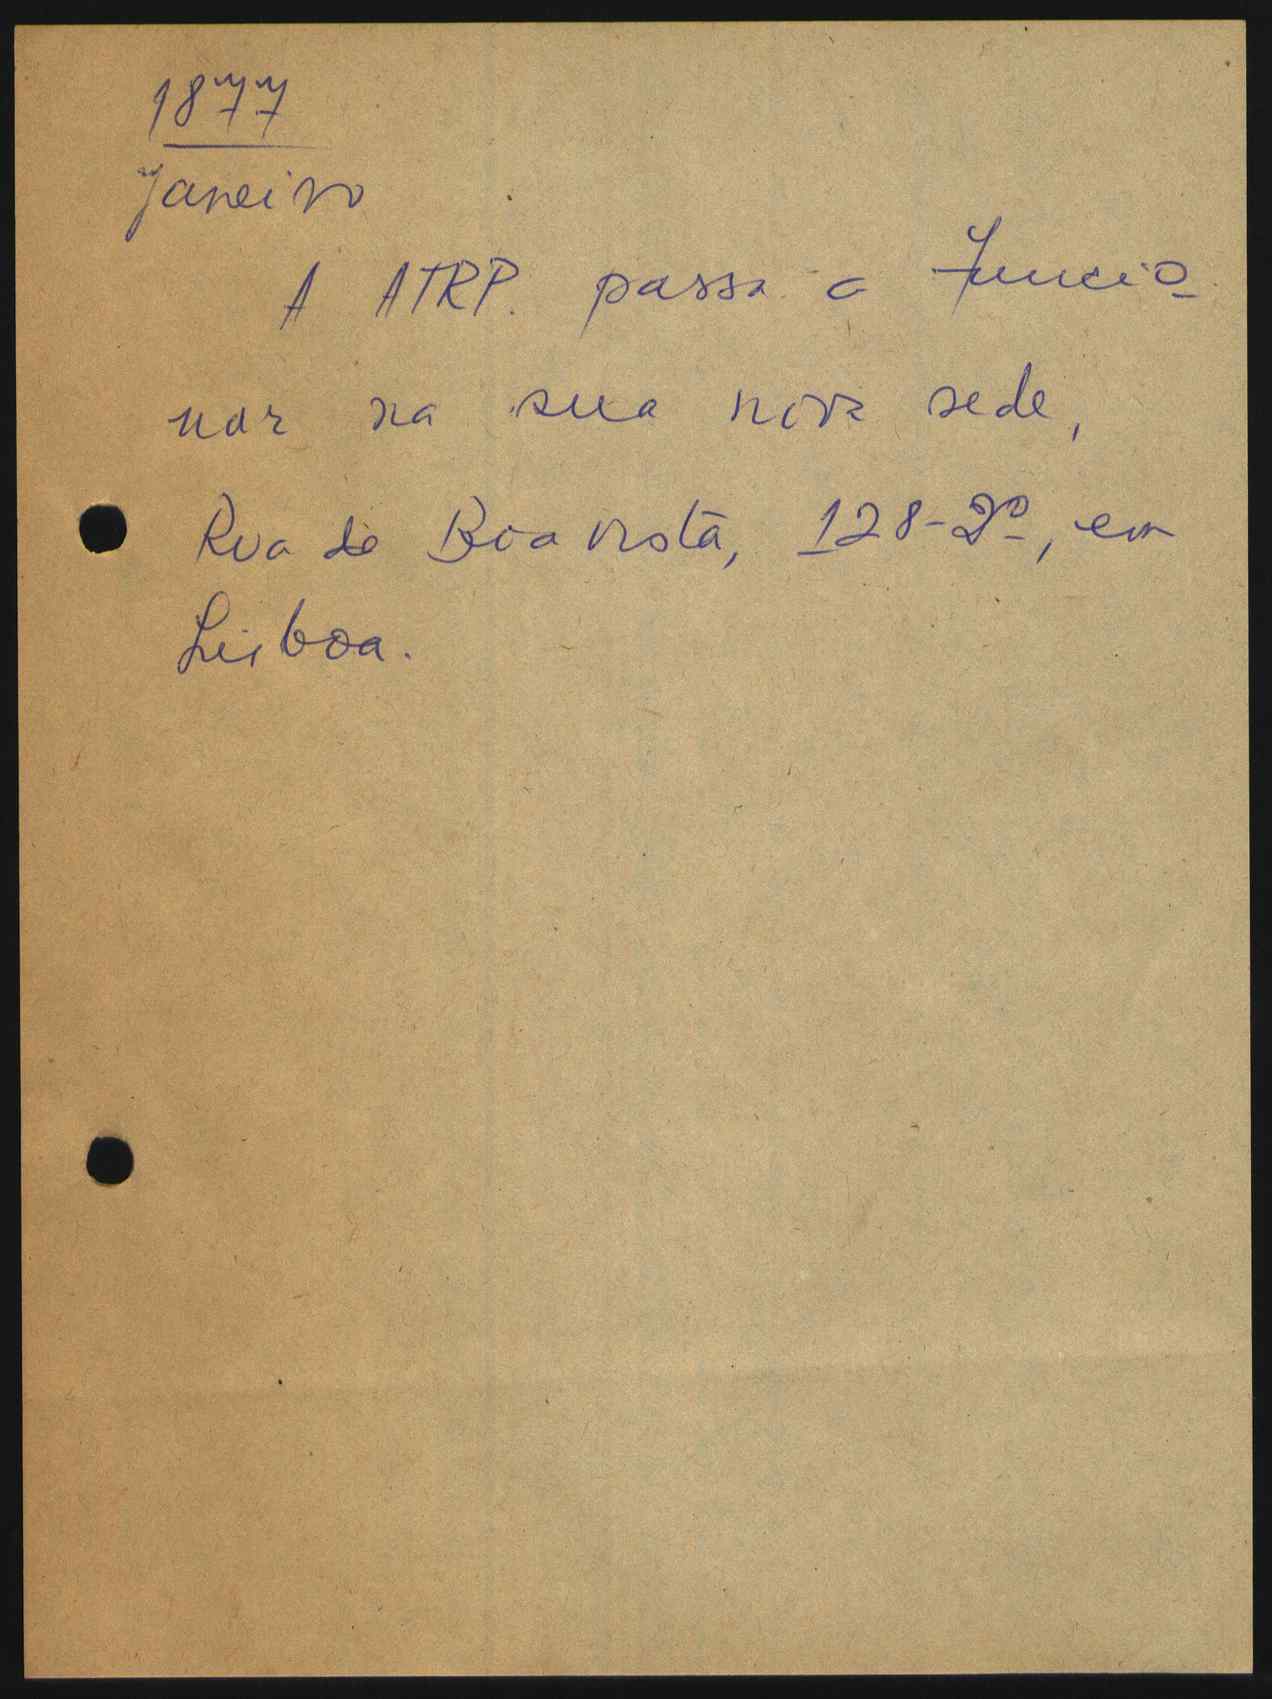 1877
Janeiro
A ATRP. passa a funcio
nar na sua nova sede,
Rua da Boavista, 128-2º, em
Lisboa.